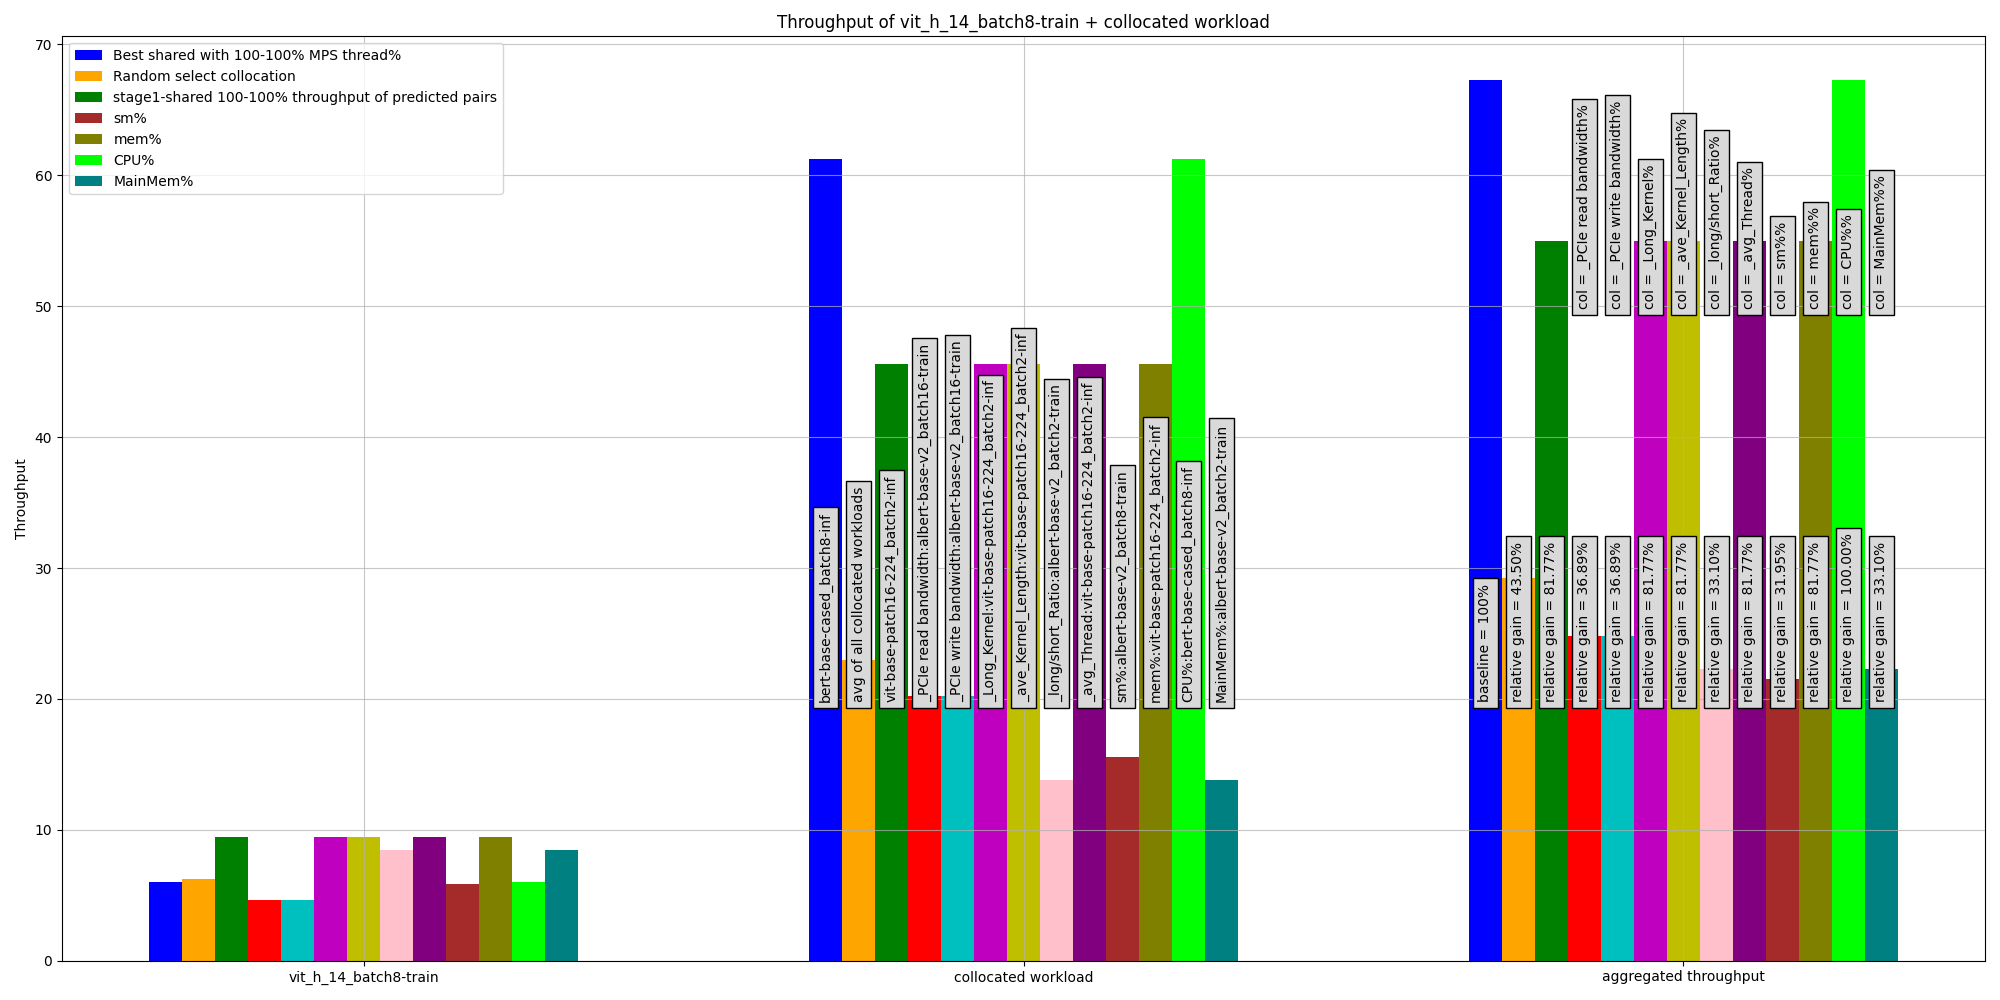 Throughput of vit_h_14_batch8-train + collocated workload
Best shared with 100-100% MPS thread%
Random select collocation
stage1-shared 100-100% throughput of predicted pairs
sm%
mem%
CPU%
MainMem%
Throughput
70
60
50
40
30
20
10
0
bert-base-cased_batch8-inf
avg of all collocated workloads
vit-base-patch16-224_batch2-inf
_PCIe read bandwidth:albert-base-v2_batch16-train
_PCIe write bandwidth:albert-base-v2_batch16-train
_Long_Kernel:vit-base-patch16-224_batch2-inf
_ave_Kernel_Length:vit-base-patch16-224_batch2-inf
_long/short_Ratio:albert-base-v2_batch2-train
_avg_Thread:vit-base-patch16-224_batch2-inf
sm%:albert-base-v2_batch8-train
mem%:vit-base-patch16-224_batch2-inf
CPU%:bert-base-cased_batch8-inf
MainMem%:albert-base-v2_batch2-train
col = _PCIe read bandwidth%
col = _PCIe write bandwidth%
col = _Long_Kernel%
col = _ave_Kernel_Length%
col = _long/short_Ratio%
col = _avg_Thread%
col = sm%%
col = mem%%
col = CPU%%
col = MainMem%%
baseline = 100%
relative gain = 43.50%
relative gain = 81.77%
relative gain = 36.89%
relative gain = 36.89%
relative gain = 81.77%
relative gain = 81.77%
relative gain = 33.10%
relative gain = 81.77%
relative gain = 31.95%
relative gain = 81.77%
relative gain = 100.00%
relative gain = 33.10%
vit_h_14_batch8-train
collocated workload
aggregated throughput